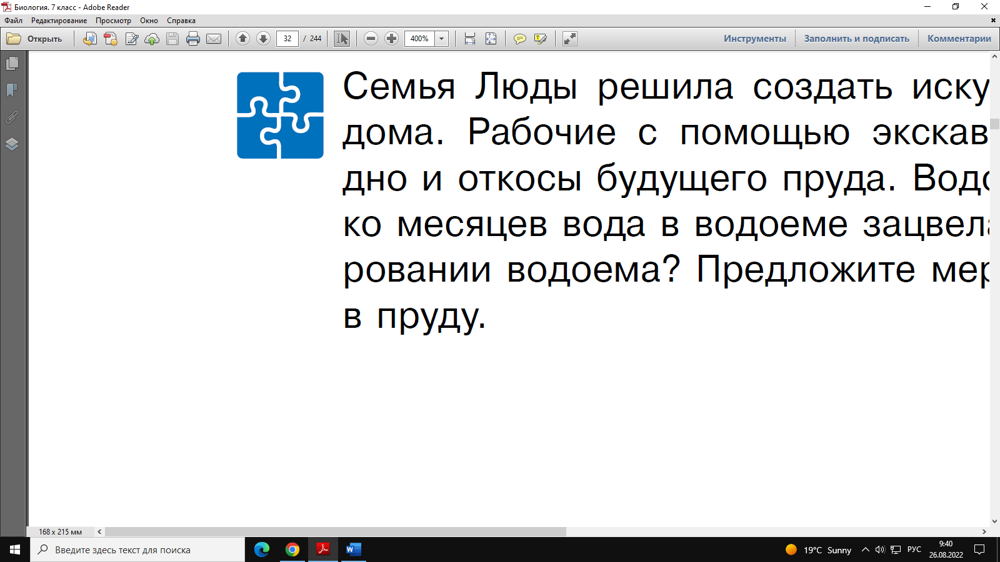 Биология. 7 класс - Adobe Reader
Файл Редактирование Просмотр Окно Справка
Открыть 32 / 244 400% Инструменты Заполнить и подписать Комментарии
Семья Люды решила создать иску
дома. Рабочие с помощью экскав
дно и откосы будущего пруда. Водо
ко месяцев вода в водоеме зацвела
ровании водоема? Предложите мер
в пруду.
168 x 215 мм
Введите здесь текст для поиска
19°C Sunny РУС 9:40
26.08.2022